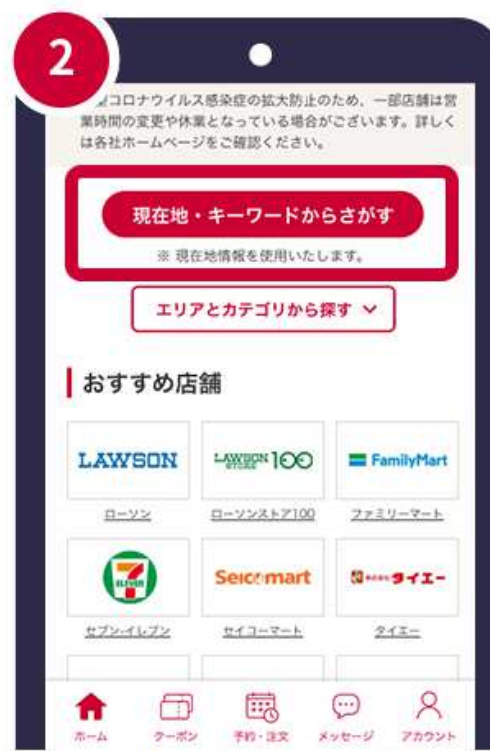 2
型コロナウイルス感染症の拡大防止のため、一部店舗は営
業時間の変更や休業となっている場合がございます。詳しく
は各社ホームページをご確認ください。
現在地・キーワードからさがす
※ 現在地情報を使用いたします。
エリアとカテゴリから探す
おすすめ店舗
LAWSON
LAWSON STORE 100
FamilyMart
ローソン
ローソンストア100
ファミリーマート
7 ELEVEN
Seicomart
株式会社 タイエー
セブン-イレブン
セイコーマート
タイエー
ホーム
クーポン
予約・注文
メッセージ
アカウント